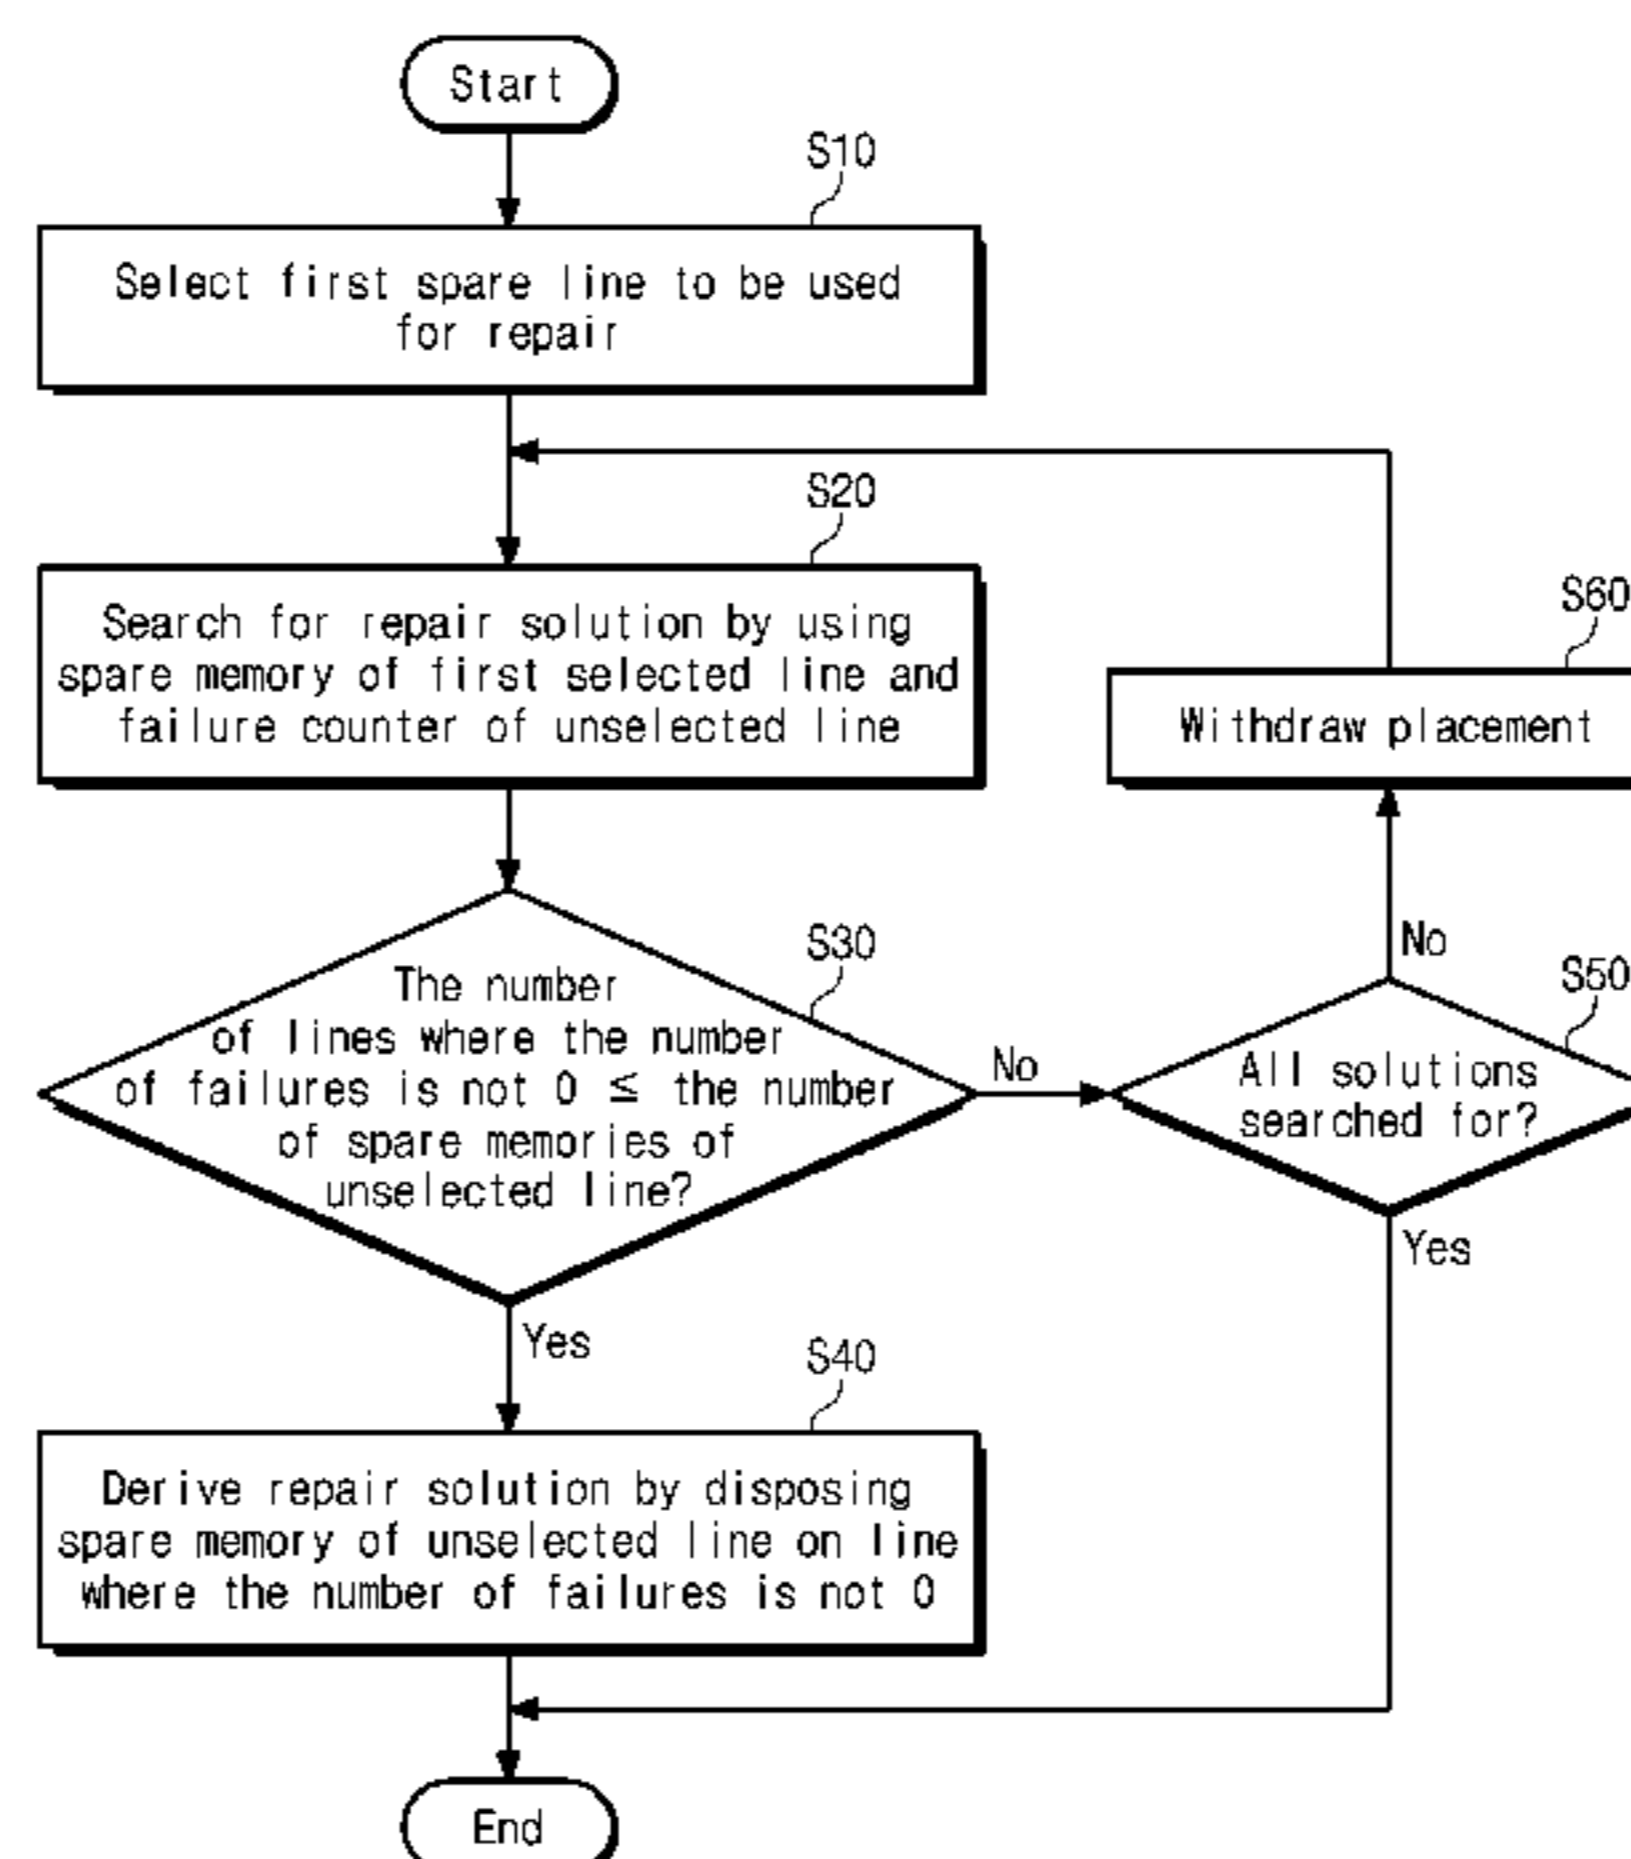 Start
S10
Select first spare line to be used
for repair
S20
Search for repair solution by using
spare memory of first selected line and
failure counter of unselected line
S60
Withdraw placement
S30
The number
of lines where the number
of failures is not 0 ≤ the number
of spare memories of
unselected line?
No
No
S50
All solutions
searched for?
Yes
Yes
S40
Derive repair solution by disposing
spare memory of unselected line on line
where the number of failures is not 0
End